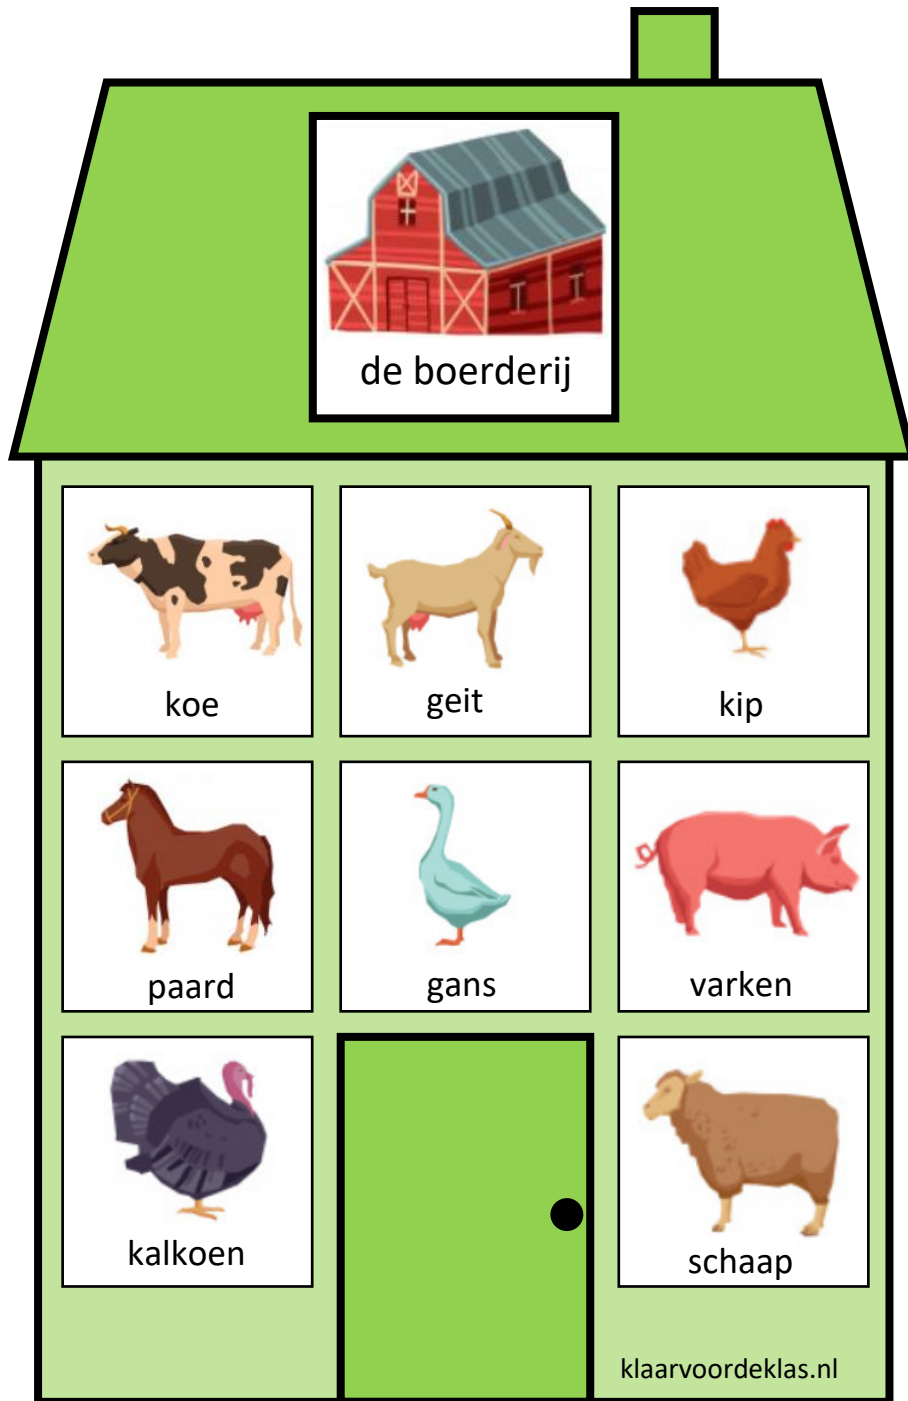 de boerderij
koe
geit
kip
paard
gans
varken
kalkoen
schaap
klaarvoordeklas.nl